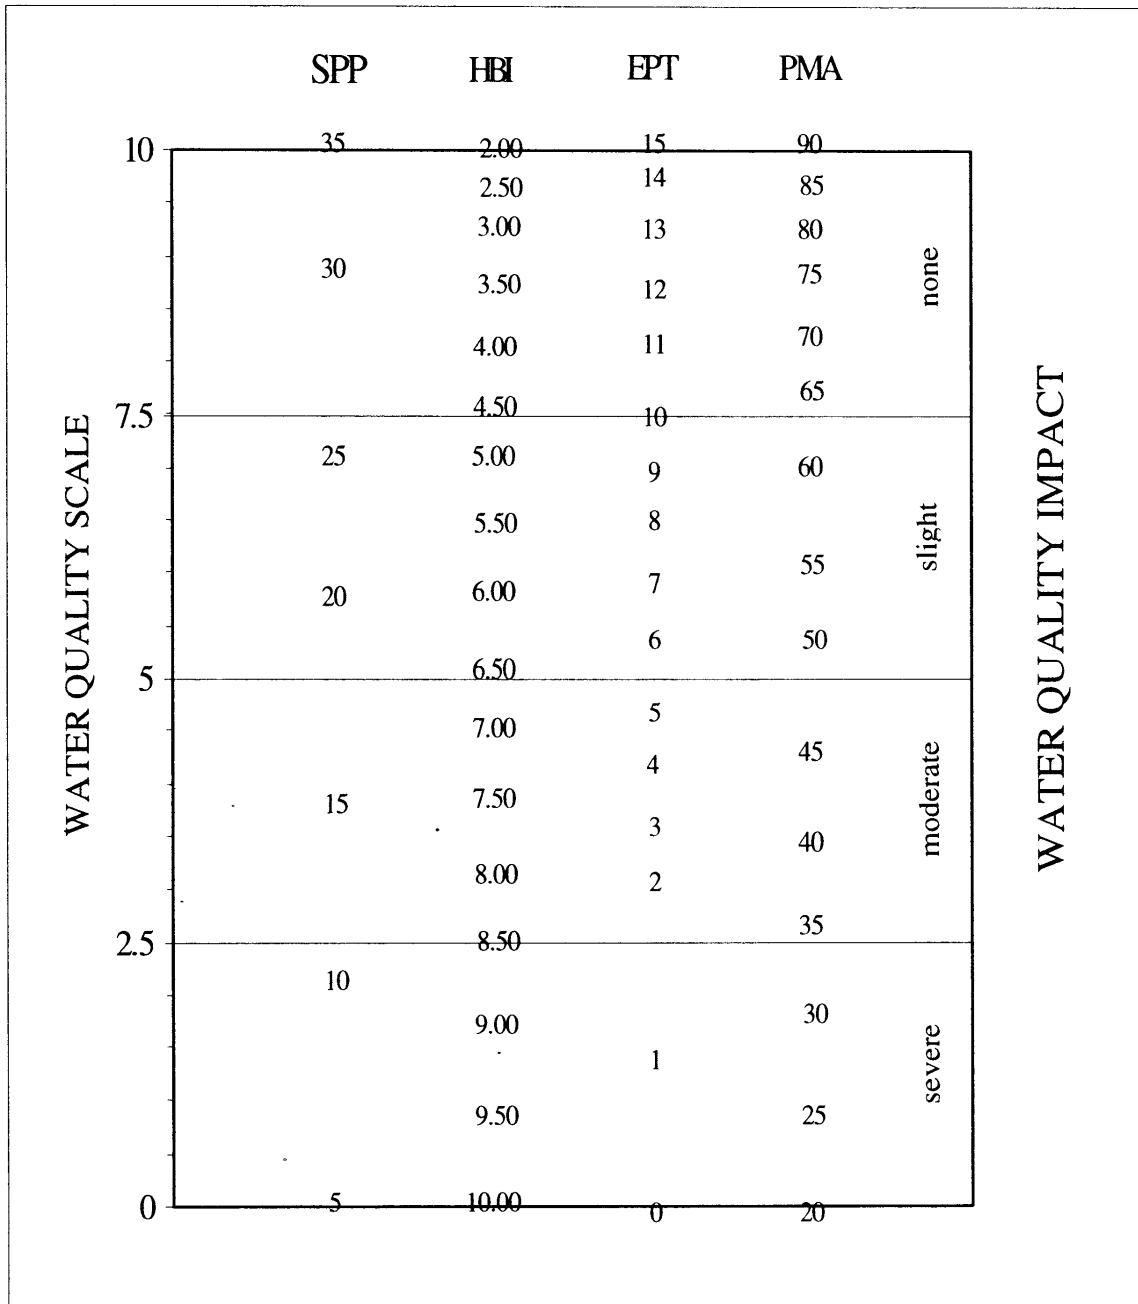 SPP HBI EPT PMA
10 35 2.00 15 90
2.50 14 85
3.00 13 80
30 3.50 12 75 none
4.00 11 70
65
7.5 4.50 10
25 5.00 9 60
5.50 8 slight
55
20 6.00 7
6 50
5 6.50
7.00 5
4 45 moderate
15 7.50
3 40
8.00 2
35
2.5 8.50
10
9.00 30
1 severe
9.50 25
0 5 10.00 0 20
WATER QUALITY SCALE
WATER QUALITY IMPACT